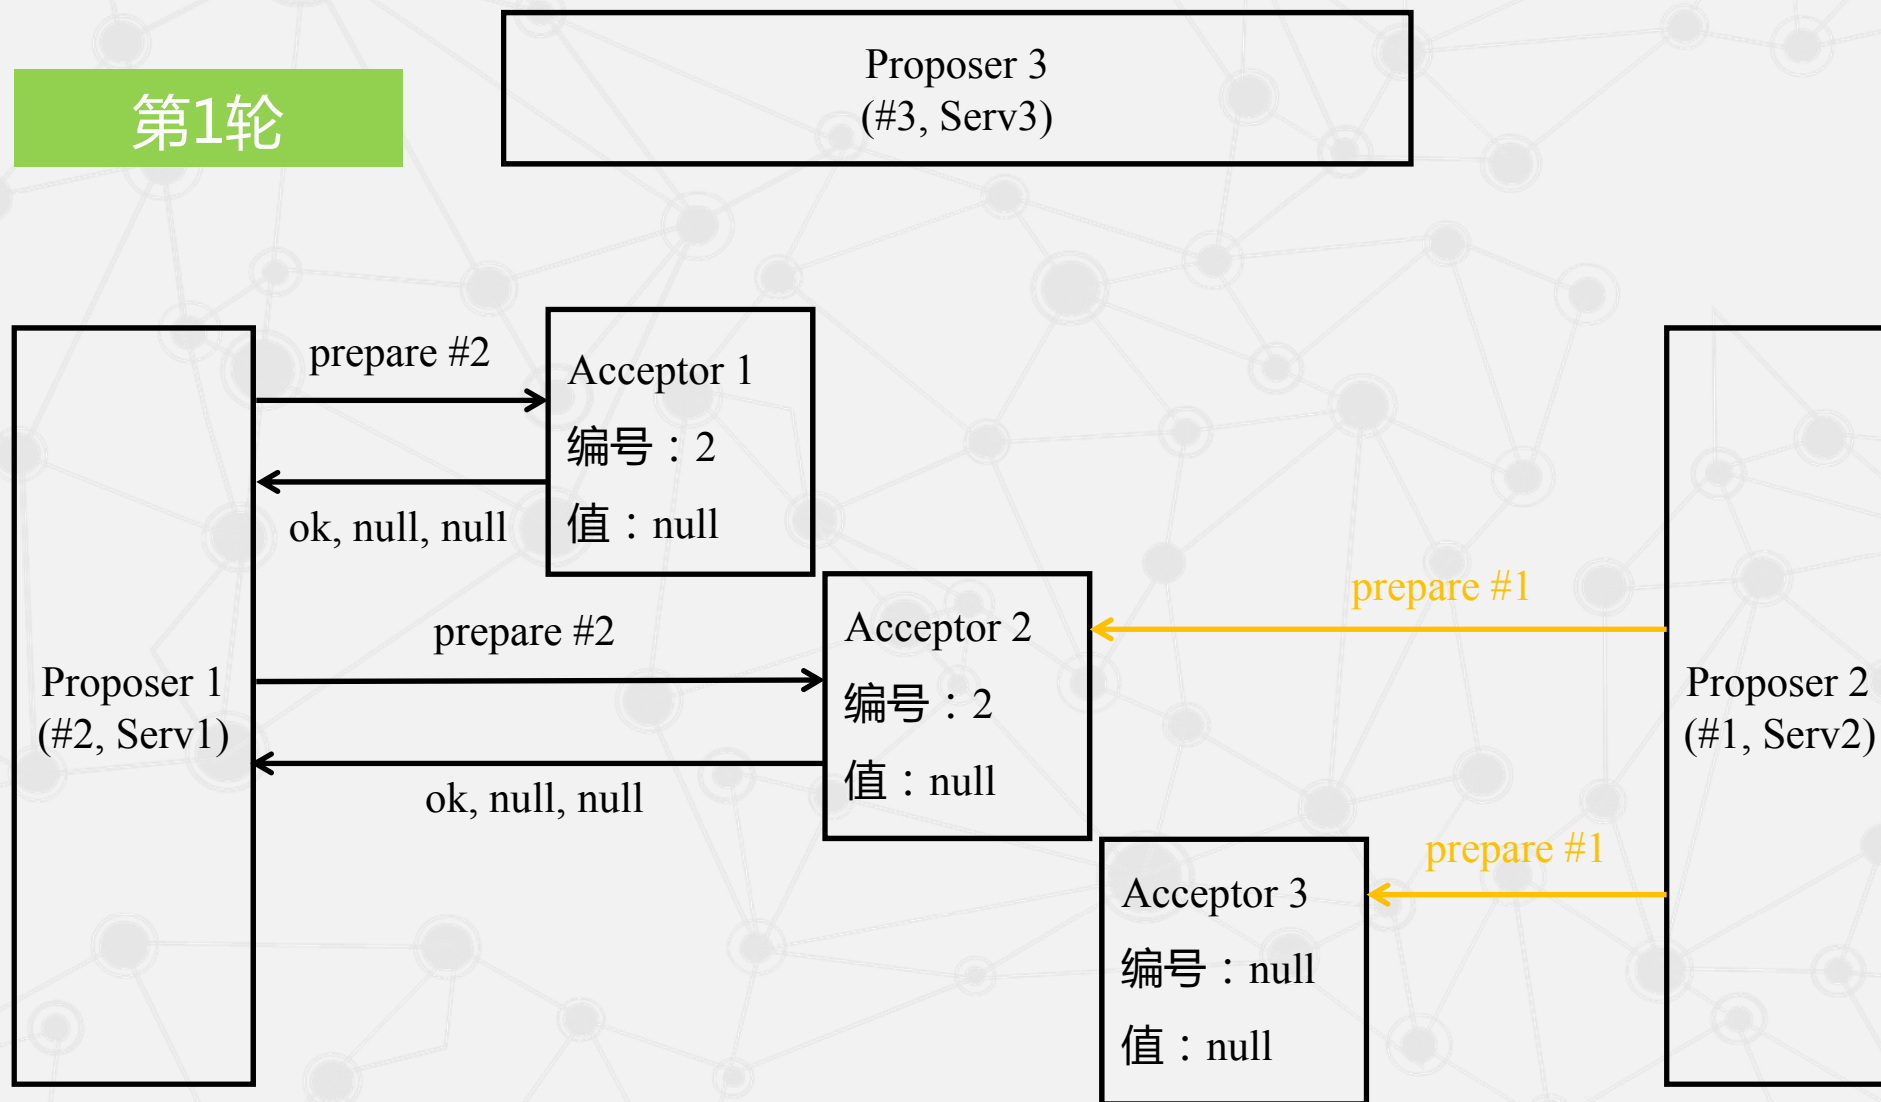 第1轮
Proposer 3
(#3, Serv3)
prepare #2
Acceptor 1
编号：2
值：null
ok, null, null
prepare #2
Acceptor 2
编号：2
值：null
ok, null, null
Proposer 1
(#2, Serv1)
prepare #1
Proposer 2
(#1, Serv2)
prepare #1
Acceptor 3
编号：null
值：null